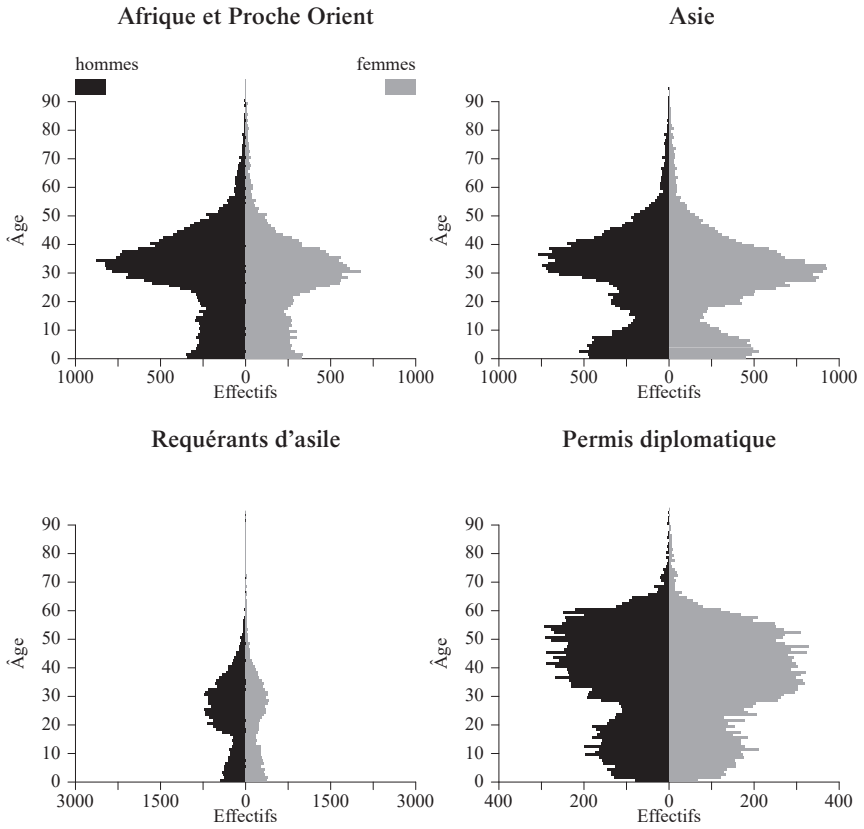 Afrique et Proche Orient
hommes
femmes
Âge
90
80
70
60
50
40
30
20
10
0
1000 500 0 500 1000
Effectifs
Asie
Âge
90
80
70
60
50
40
30
20
10
0
1000 500 0 500 1000
Effectifs
Requérants d'asile
Âge
90
80
70
60
50
40
30
20
10
0
3000 1500 0 1500 3000
Effectifs
Permis diplomatique
Âge
90
80
70
60
50
40
30
20
10
0
400 200 0 200 400
Effectifs